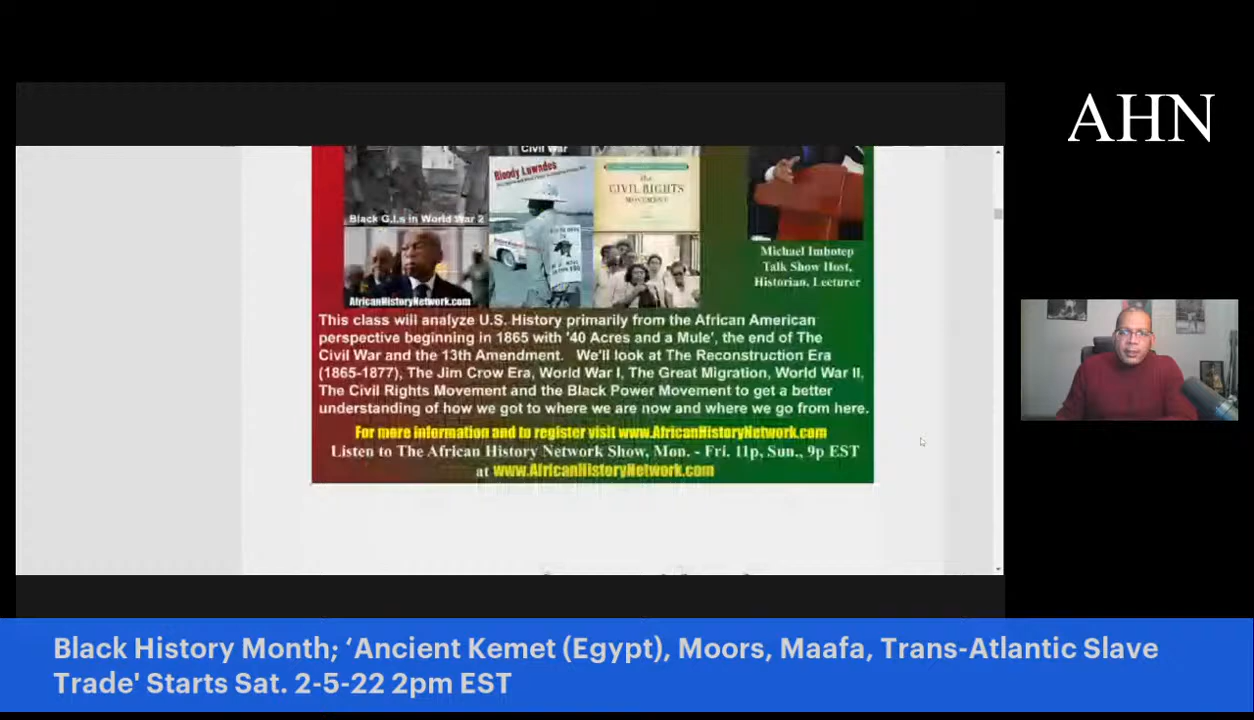 AHN
Civil War
Bloody Lowndes
The
CIVIL RIGHTS
MOVEMENT
Black G.I.s in World War 2
AfricanHistoryNetwork.com
Michael Imhotep
Talk Show Host,
Historian, Lecturer
This class will analyze U.S. History primarily from the African American
perspective beginning in 1865 with '40 Acres and a Mule', the end of The
Civil War and the 13th Amendment. We'll look at The Reconstruction Era
(1865-1877), The Jim Crow Era, World War I, The Great Migration, World War II,
The Civil Rights Movement and the Black Power Movement to get a better
understanding of how we got to where we are now and where we go from here.
For more information and to register visit www.AfricanHistoryNetwork.com
Listen to The African History Network Show, Mon. - Fri. 11p, Sun., 9p EST
at www.AfricanHistoryNetwork.com
Black History Month; ‘Ancient Kemet (Egypt), Moors, Maafa, Trans-Atlantic Slave
Trade' Starts Sat. 2-5-22 2pm EST